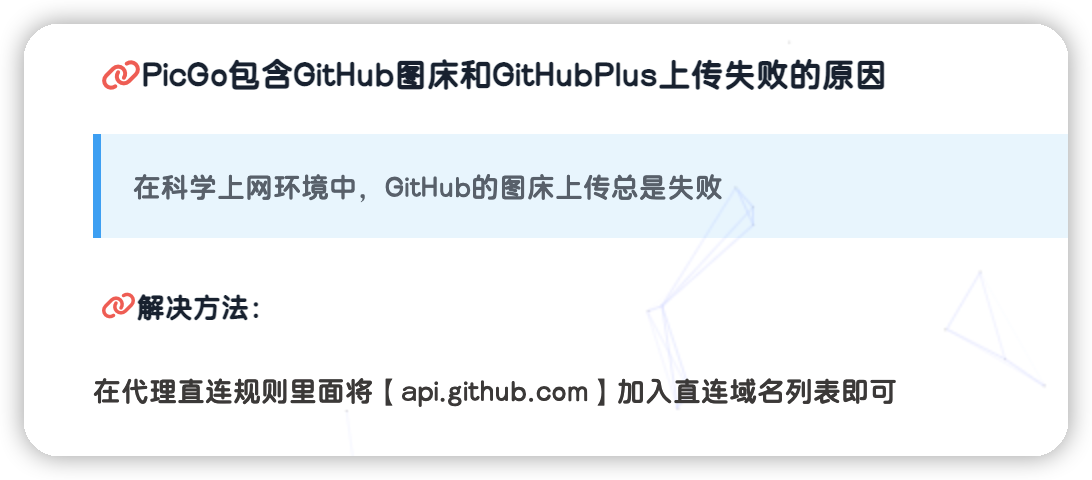 PicGo包含GitHub图床和GitHubPlus上传失败的原因
在科学上网环境中，GitHub的图床上传总是失败
解决方法：
在代理直连规则里面将【api.github.com】加入直连域名列表即可